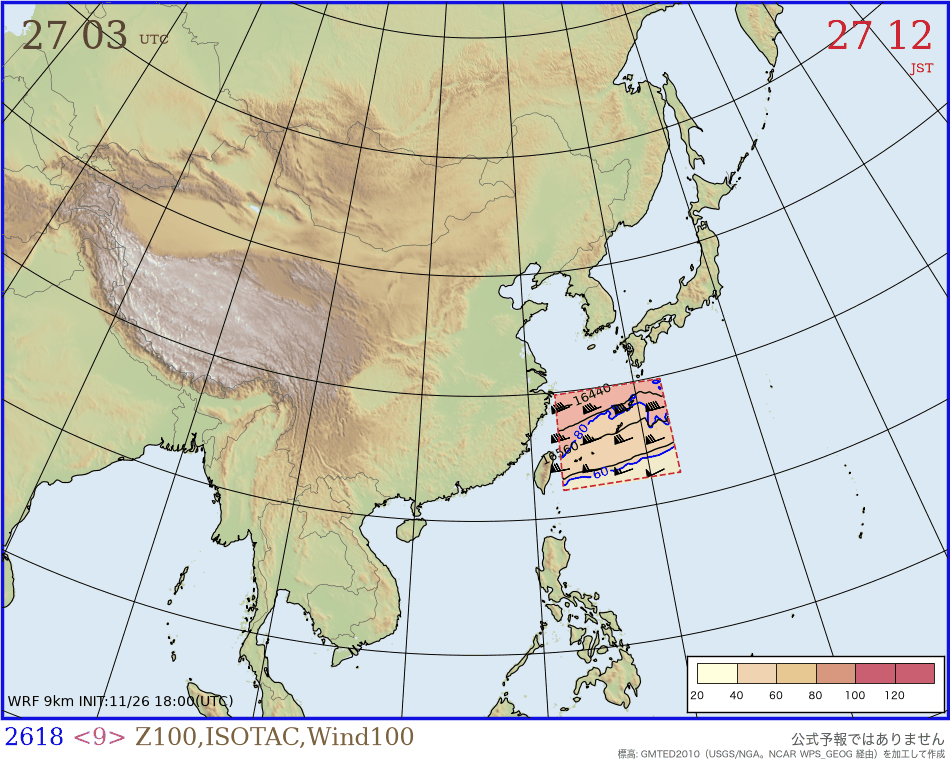 27 03 UTC
27 12
JST
16440
80
16560
60
20 40 60 80 100 120
WRF 9km INIT:11/26 18:00(UTC)
2618 <9> Z100,ISOTAC,Wind100
公式予報ではありません
標高: GMTED2010（USGS/NGA。NCAR WPS_GEOG 経由）を加工して作成